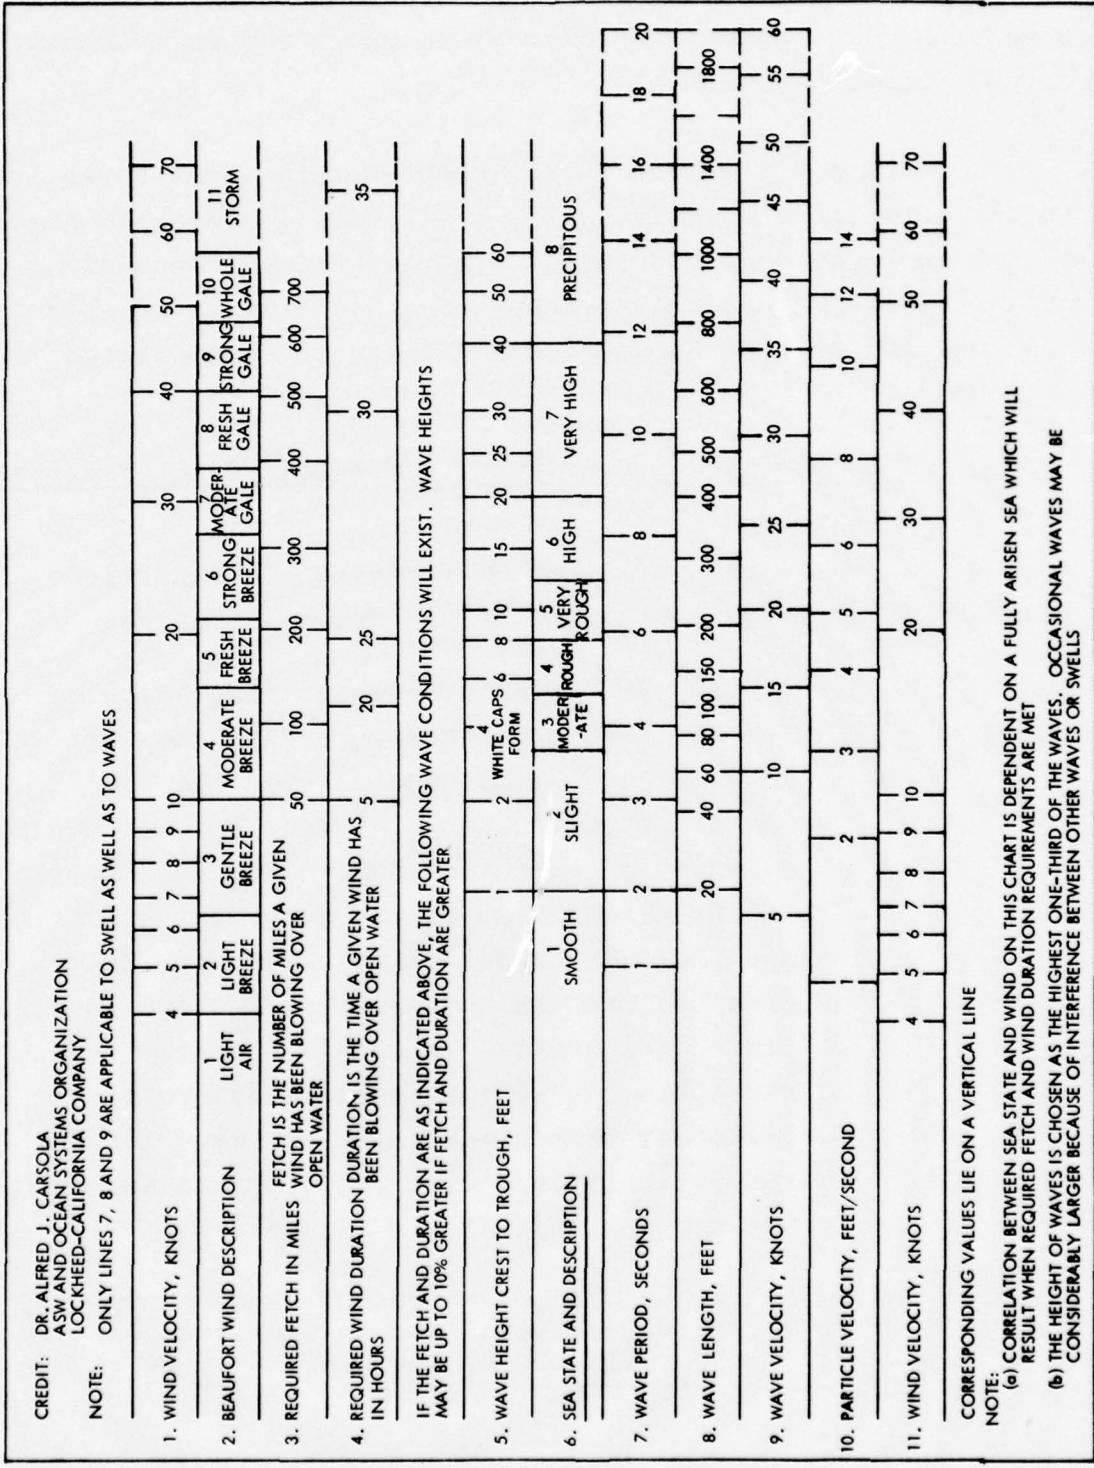 CREDIT: DR. ALFRED J. CARSOLA
ASW AND OCEAN SYSTEMS ORGANIZATION
LOCKHEED-CALIFORNIA COMPANY
NOTE: ONLY LINES 7, 8 AND 9 ARE APPLICABLE TO SWELL AS WELL AS TO WAVES
1. WIND VELOCITY, KNOTS 4 5 6 7 8 9 10 20 30 40 50 60 70
2. BEAUFORT WIND DESCRIPTION
1 LIGHT AIR
2 LIGHT BREEZE
3 GENTLE BREEZE
4 MODERATE BREEZE
5 FRESH BREEZE
6 STRONG BREEZE
7 MODER-ATE GALE
8 FRESH GALE
9 STRONG GALE
10 WHOLE GALE
11 STORM
3. REQUIRED FETCH IN MILES
FETCH IS THE NUMBER OF MILES A GIVEN
WIND HAS BEEN BLOWING OVER
OPEN WATER
50 100 200 300 400 500 600 700
4. REQUIRED WIND DURATION
IN HOURS
DURATION IS THE TIME A GIVEN WIND HAS
BEEN BLOWING OVER OPEN WATER
5 20 25 30 35
IF THE FETCH AND DURATION ARE AS INDICATED ABOVE, THE FOLLOWING WAVE CONDITIONS WILL EXIST. WAVE HEIGHTS
MAY BE UP TO 10% GREATER IF FETCH AND DURATION ARE GREATER
5. WAVE HEIGHT CREST TO TROUGH, FEET 1 2 4 6 8 10 15 20 25 30 40 50 60
WHITE CAPS
FORM
6. SEA STATE AND DESCRIPTION
1 SMOOTH
2 SLIGHT
3 MODER-ATE
4 ROUGH
5 VERY ROUGH
6 HIGH
7 VERY HIGH
8 PRECIPITOUS
7. WAVE PERIOD, SECONDS 1 2 3 4 6 8 10 12 14 16 18 20
8. WAVE LENGTH, FEET 20 40 60 80 100 150 200 300 400 500 600 800 1000 1400 1800
9. WAVE VELOCITY, KNOTS 5 10 15 20 25 30 35 40 45 50 55 60
10. PARTICLE VELOCITY, FEET/SECOND 1 2 3 4 5 6 8 10 12 14
11. WIND VELOCITY, KNOTS 4 5 6 7 8 9 10 20 30 40 50 60 70
CORRESPONDING VALUES LIE ON A VERTICAL LINE
NOTE:
(a) CORRELATION BETWEEN SEA STATE AND WIND ON THIS CHART IS DEPENDENT ON A FULLY ARISEN SEA WHICH WILL
RESULT WHEN REQUIRED FETCH AND WIND DURATION REQUIREMENTS ARE MET
(b) THE HEIGHT OF WAVES IS CHOSEN AS THE HIGHEST ONE-THIRD OF THE WAVES. OCCASIONAL WAVES MAY BE
CONSIDERABLY LARGER BECAUSE OF INTERFERENCE BETWEEN OTHER WAVES OR SWELLS